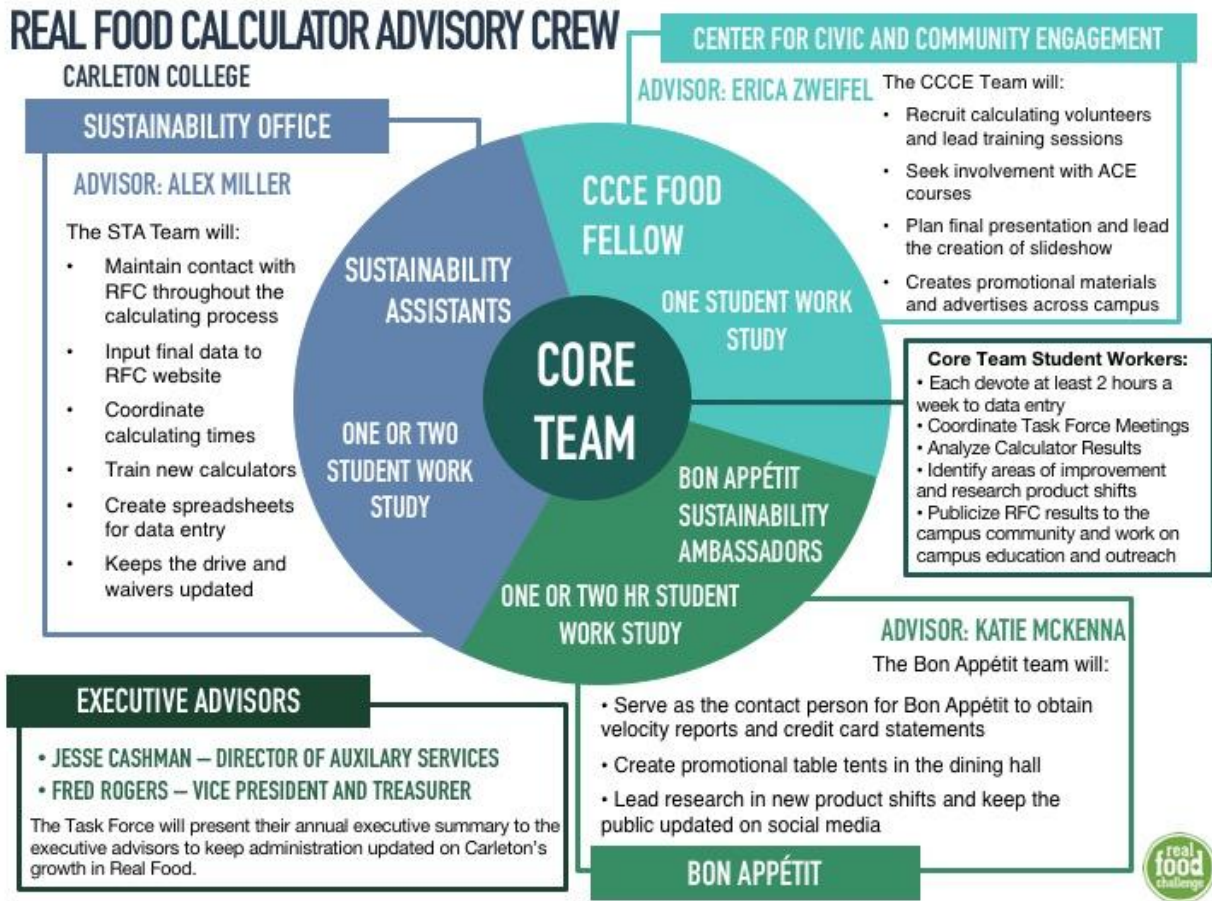 REAL FOOD CALCULATOR ADVISORY CREW
CARLETON COLLEGE
SUSTAINABILITY OFFICE
ADVISOR: ALEX MILLER
The STA Team will:
• Maintain contact with
RFC throughout the
calculating process
• Input final data to
RFC website
• Coordinate
calculating times
• Train new calculators
• Create spreadsheets
for data entry
• Keeps the drive and
waivers updated
CENTER FOR CIVIC AND COMMUNITY ENGAGEMENT
ADVISOR: ERICA ZWEIFEL
The CCCE Team will:
• Recruit calculating volunteers
and lead training sessions
• Seek involvement with ACE
courses
• Plan final presentation and lead
the creation of slideshow
• Creates promotional materials
and advertises across campus
SUSTAINABILITY
ASSISTANTS
ONE OR TWO
STUDENT WORK
STUDY
CCCE FOOD
FELLOW
ONE STUDENT WORK
STUDY
CORE
TEAM
BON APPÉTIT
SUSTAINABILITY
AMBASSADORS
ONE OR TWO HR STUDENT
WORK STUDY
Core Team Student Workers:
• Each devote at least 2 hours a
week to data entry
• Coordinate Task Force Meetings
• Analyze Calculator Results
• Identify areas of improvement
and research product shifts
• Publicize RFC results to the
campus community and work on
campus education and outreach
EXECUTIVE ADVISORS
• JESSE CASHMAN – DIRECTOR OF AUXILARY SERVICES
• FRED ROGERS – VICE PRESIDENT AND TREASURER
The Task Force will present their annual executive summary to the
executive advisors to keep administration updated on Carleton's
growth in Real Food.
ADVISOR: KATIE MCKENNA
The Bon Appétit team will:
• Serve as the contact person for Bon Appétit to obtain
velocity reports and credit card statements
• Create promotional table tents in the dining hall
• Lead research in new product shifts and keep the
public updated on social media
BON APPÉTIT
real
food
challenge